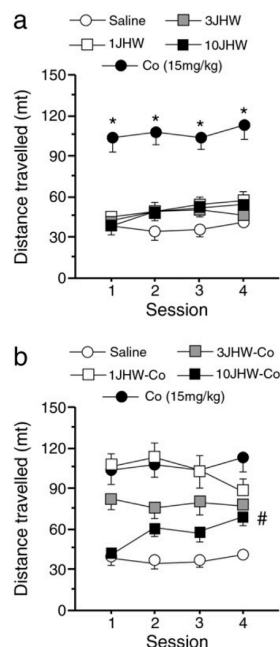 a
Saline 3JHW
1JHW 10JHW
Co (15mg/kg)
Distance travelled (mt)
150
120
90
60
30
0
* * * *
1 2 3 4
Session
b
Saline 3JHW-Co
1JHW-Co 10JHW-Co
Co (15mg/kg)
Distance travelled (mt)
150
120
90
60
30
0
#
1 2 3 4
Session